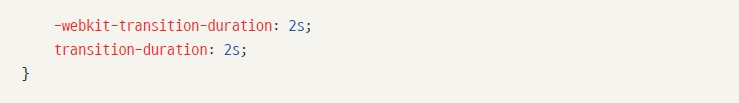 -webkit-transition-duration: 2s;
transition-duration: 2s;
}